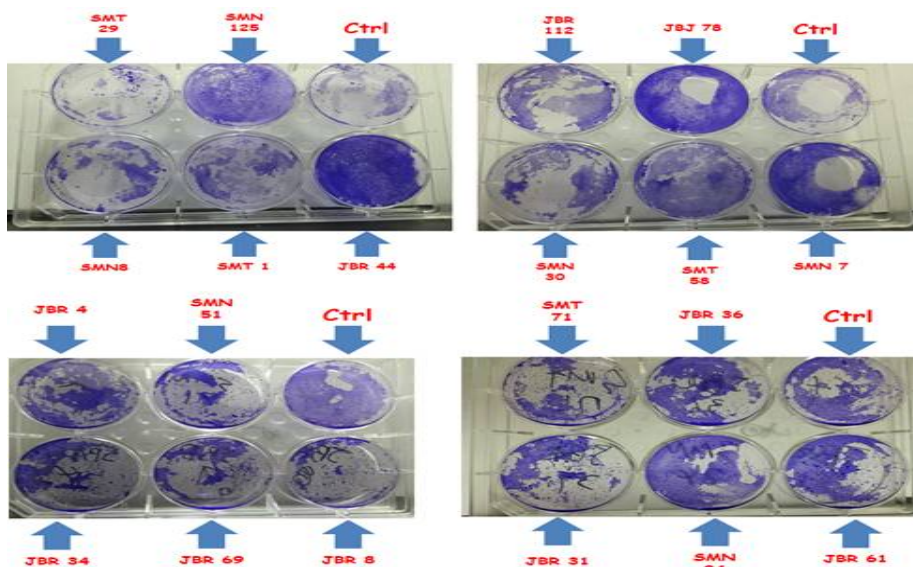 SMT
29
SMN
125
Ctrl
JBR
112
JBJ 78
Ctrl
SMN8
SMT 1
JBR 44
SMN
30
SMT
58
SMN 7
JBR 4
SMN
51
Ctrl
SMT
71
JBR 36
Ctrl
JBR 34
JBR 69
JBR 8
JBR 31
SMN
JBR 61